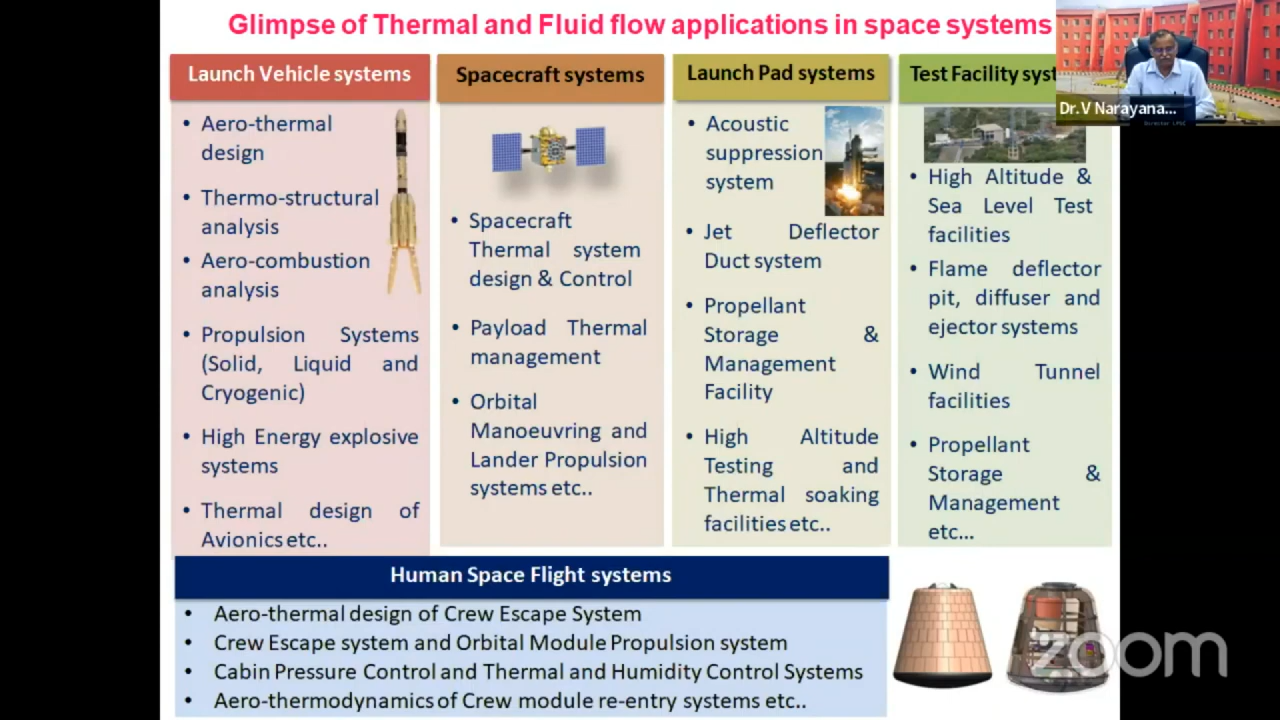 Glimpse of Thermal and Fluid flow applications in space systems
Launch Vehicle systems
• Aero-thermal
design
• Thermo-structural
analysis
• Aero-combustion
analysis
• Propulsion Systems
(Solid, Liquid and
Cryogenic)
• High Energy explosive
systems
• Thermal design of
Avionics etc..
Spacecraft systems
• Spacecraft
Thermal system
design & Control
• Payload Thermal
management
• Orbital
Manoeuvring and
Lander Propulsion
systems etc..
Launch Pad systems
• Acoustic
suppression
system
• Jet Deflector
Duct system
• Propellant
Storage &
Management
Facility
• High Altitude
Testing and
Thermal soaking
facilities etc..
Test Facility syst
• High Altitude &
Sea Level Test
facilities
• Flame deflector
pit, diffuser and
ejector systems
• Wind Tunnel
facilities
• Propellant
Storage &
Management
etc...
Dr.V Narayana...
Director LPSC
Human Space Flight systems
• Aero-thermal design of Crew Escape System
• Crew Escape system and Orbital Module Propulsion system
• Cabin Pressure Control and Thermal and Humidity Control Systems
• Aero-thermodynamics of Crew module re-entry systems etc..
zoom